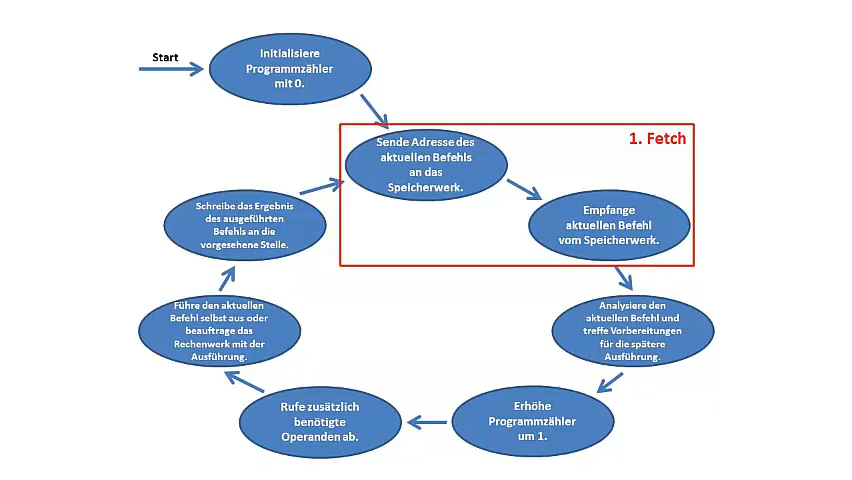 Start
Initialisiere
Programmzähler
mit 0.
1. Fetch
Sende Adresse des
aktuellen Befehls
an das
Speicherwerk.
Empfange
aktuellen Befehl
vom Speicherwerk.
Analysiere den
aktuellen Befehl und
treffe Vorbereitungen
für die spätere
Ausführung.
Erhöhe
Programmzähler
um 1.
Rufe zusätzlich
benötigte
Operanden ab.
Führe den aktuellen
Befehl selbst aus oder
beauftrage das
Rechenwerk mit der
Ausführung.
Schreibe das Ergebnis
des ausgeführten
Befehls an die
vorgesehene Stelle.